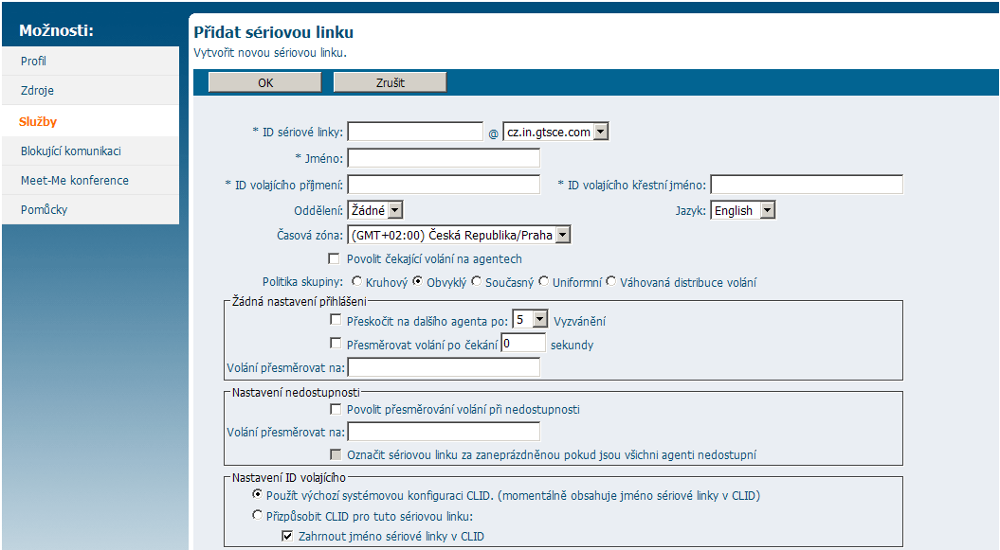 Možnosti:
Profil
Zdroje
Služby
Blokující komunikaci
Meet-Me konference
Pomůcky
Přidat sériovou linku
Vytvořit novou sériovou linku.
OK Zrušit
* ID sériové linky: @ cz.in.gtsce.com
* Jméno:
* ID volajícího příjmení: * ID volajícího křestní jméno:
Oddělení: Žádné Jazyk: English
Časová zóna: (GMT+02:00) Česká Republika/Praha
Povolit čekající volání na agentech
Politika skupiny: Kruhový Obvyklý Současný Uniformní Váhovaná distribuce volání
Žádná nastavení přihlášeni
Přeskočit na dalšího agenta po: 5 Vyzvánění
Přesměrovat volání po čekání 0 sekundy
Volání přesměrovat na:
Nastavení nedostupnosti
Povolit přesměrování volání při nedostupnosti
Volání přesměrovat na:
Označit sériovou linku za zaneprázdněnou pokud jsou všichni agenti nedostupní
Nastavení ID volajícího
Použít výchozí systémovou konfiguraci CLID. (momentálně obsahuje jméno sériové linky v CLID)
Přizpůsobit CLID pro tuto sériovou linku:
Zahrnout jméno sériové linky v CLID